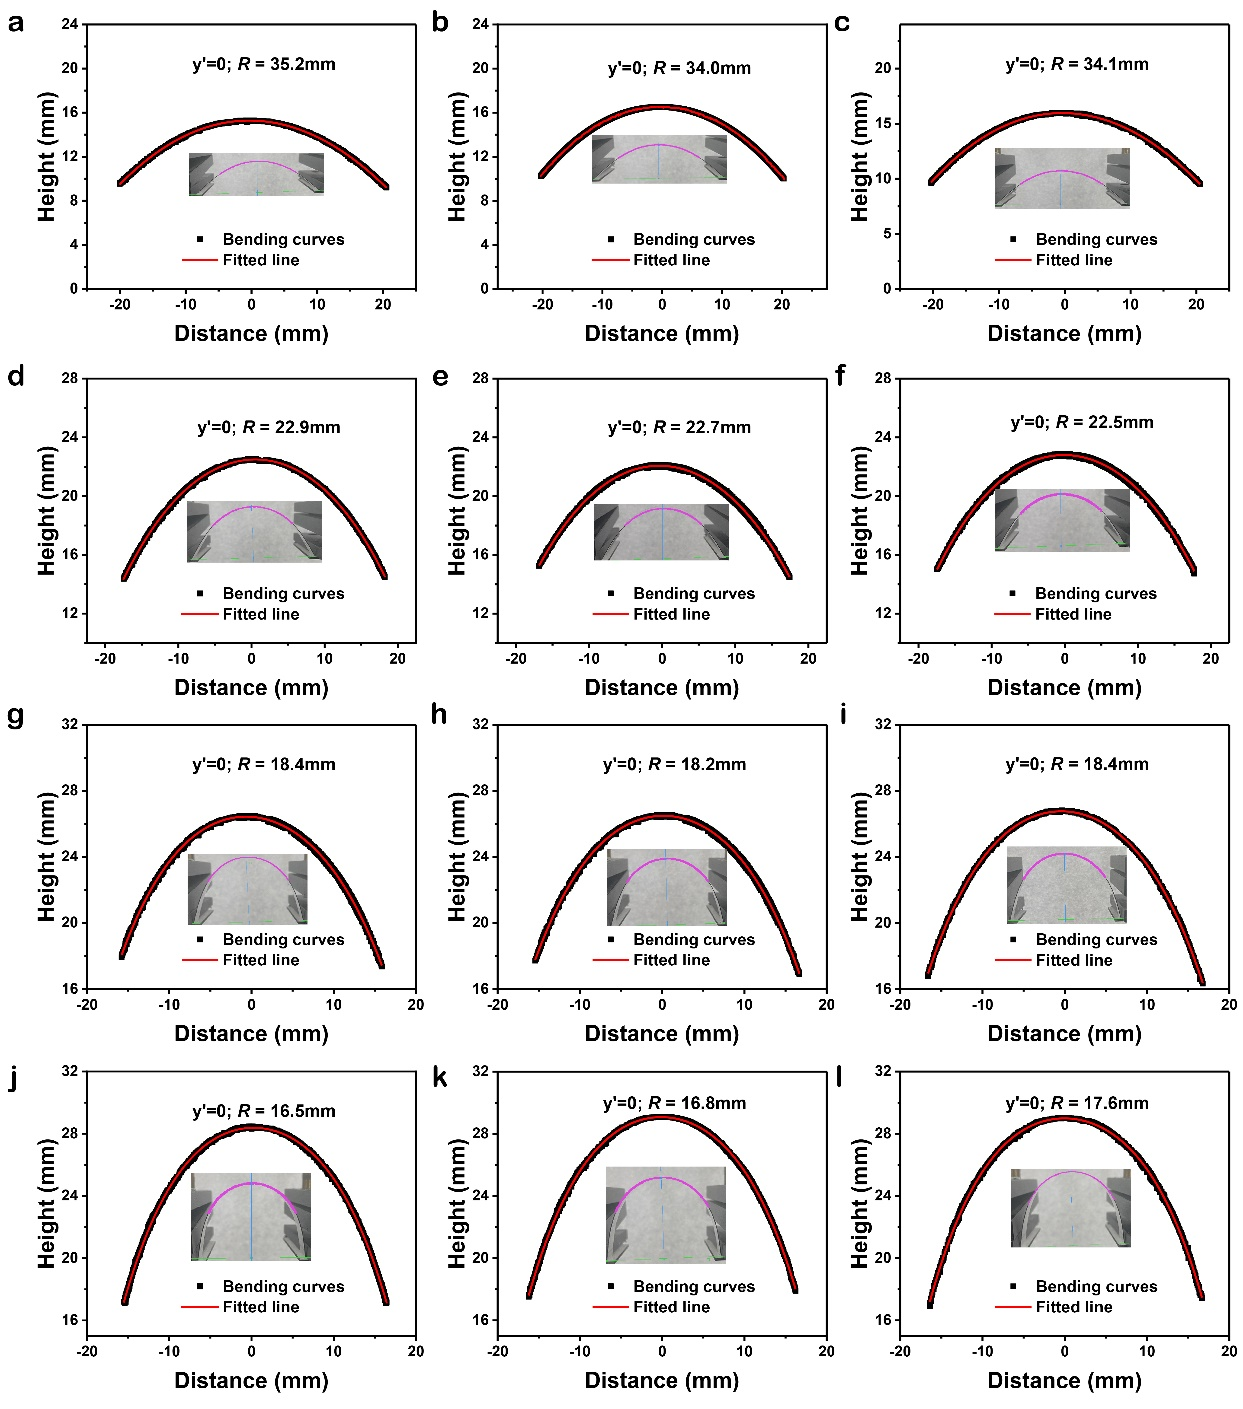 a
24
20
16
12
8
4
0
Height (mm)
y'=0; R = 35.2mm
Bending curves
Fitted line
-20 -10 0 10 20
Distance (mm)
b
24
20
16
12
8
4
0
Height (mm)
y'=0; R = 34.0mm
Bending curves
Fitted line
-20 -10 0 10 20
Distance (mm)
c
20
15
10
5
0
Height (mm)
y'=0; R = 34.1mm
Bending curves
Fitted line
-20 -10 0 10 20
Distance (mm)
d
28
24
20
16
12
Height (mm)
y'=0; R = 22.9mm
Bending curves
Fitted line
-20 -10 0 10 20
Distance (mm)
e
28
24
20
16
12
Height (mm)
y'=0; R = 22.7mm
Bending curves
Fitted line
-20 -10 0 10 20
Distance (mm)
f
28
24
20
16
12
Height (mm)
y'=0; R = 22.5mm
Bending curves
Fitted line
-20 -10 0 10 20
Distance (mm)
g
32
28
24
20
16
Height (mm)
y'=0; R = 18.4mm
Bending curves
Fitted line
-20 -10 0 10 20
Distance (mm)
h
32
28
24
20
16
Height (mm)
y'=0; R = 18.2mm
Bending curves
Fitted line
-20 -10 0 10 20
Distance (mm)
i
32
28
24
20
16
Height (mm)
y'=0; R = 18.4mm
Bending curves
Fitted line
-20 -10 0 10 20
Distance (mm)
j
32
28
24
20
16
Height (mm)
y'=0; R = 16.5mm
Bending curves
Fitted line
-20 -10 0 10 20
Distance (mm)
k
32
28
24
20
16
Height (mm)
y'=0; R = 16.8mm
Bending curves
Fitted line
-20 -10 0 10 20
Distance (mm)
l
32
28
24
20
16
Height (mm)
y'=0; R = 17.6mm
Bending curves
Fitted line
-20 -10 0 10 20
Distance (mm)